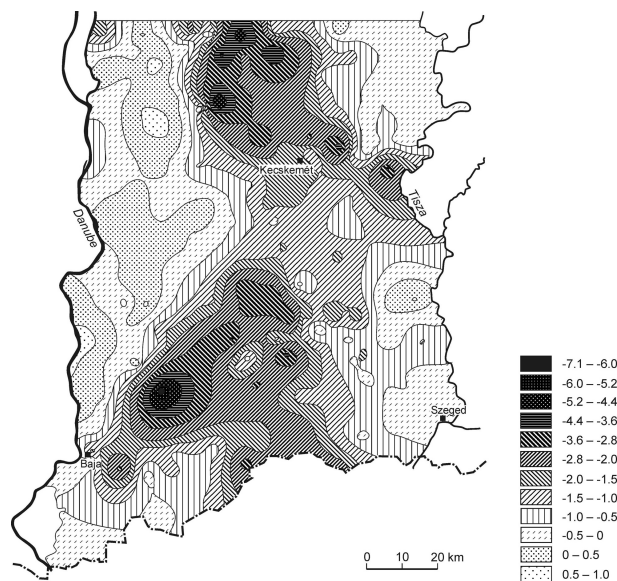 Kecskemét
Tisza
Danube
Szeged
Baja
-7.1 – -6.0
-6.0 – -5.2
-5.2 – -4.4
-4.4 – -3.6
-3.6 – -2.8
-2.8 – -2.0
-2.0 – -1.5
-1.5 – -1.0
-1.0 – -0.5
-0.5 – 0
0 – 0.5
0.5 – 1.0
0 10 20 km